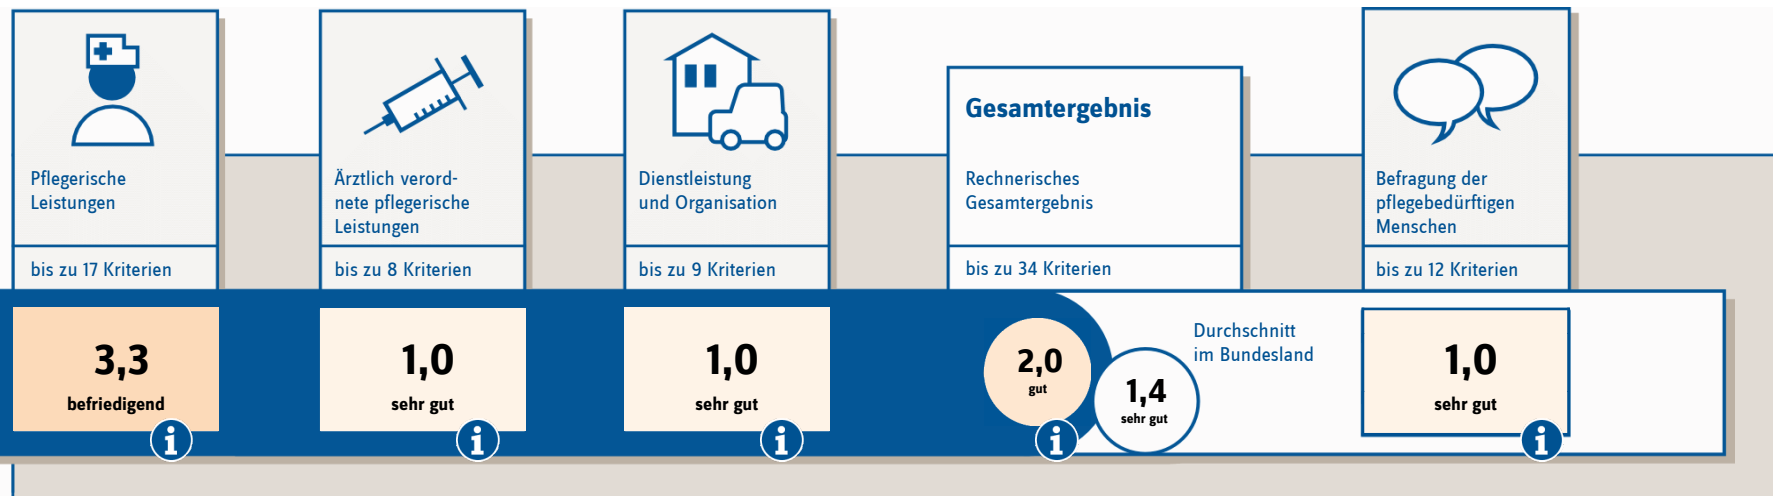 Pflegerische
Leistungen
bis zu 17 Kriterien
3,3
befriedigend
i
Ärztlich verord-
nete pflegerische
Leistungen
bis zu 8 Kriterien
1,0
sehr gut
i
Dienstleistung
und Organisation
bis zu 9 Kriterien
1,0
sehr gut
i
Gesamtergebnis
Rechnerisches
Gesamtergebnis
bis zu 34 Kriterien
2,0
gut
i
Durchschnitt
im Bundesland
1,4
sehr gut
Befragung der
pflegebedürftigen
Menschen
bis zu 12 Kriterien
1,0
sehr gut
i